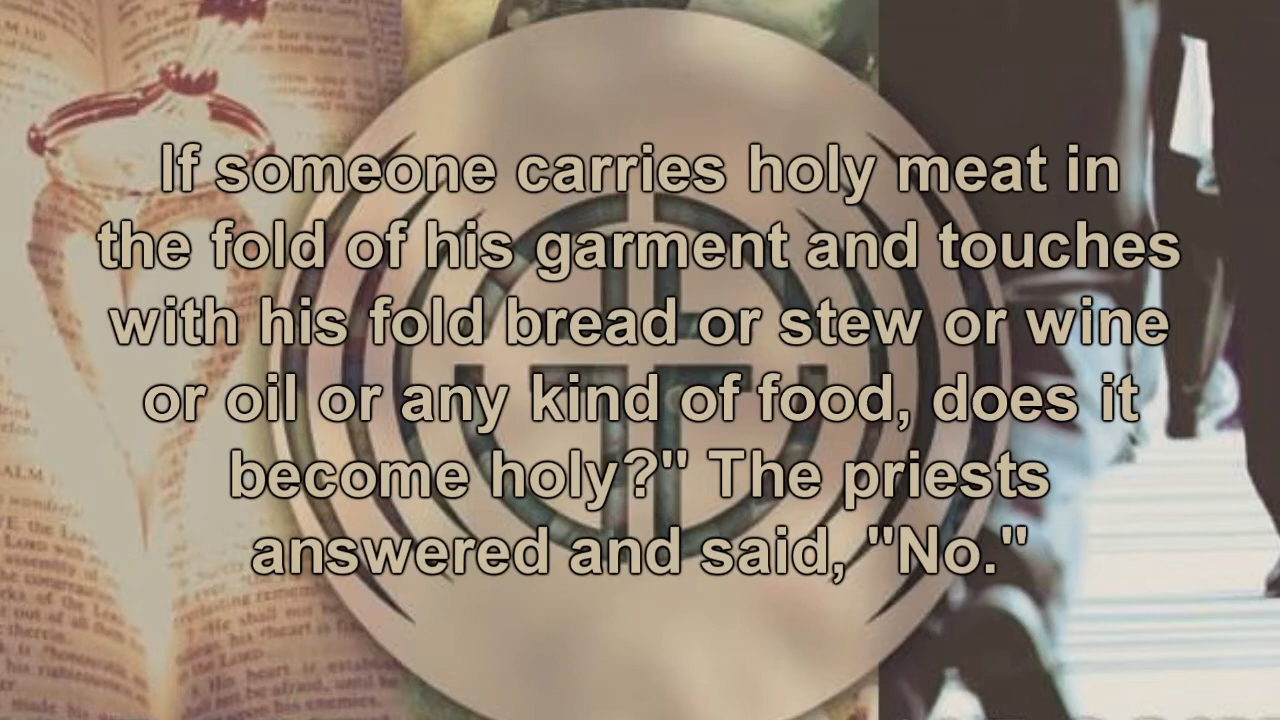 If someone carries holy meat in
the fold of his garment and touches
with his fold bread or stew or wine
or oil or any kind of food, does it
become holy?" The priests
answered and said, "No."